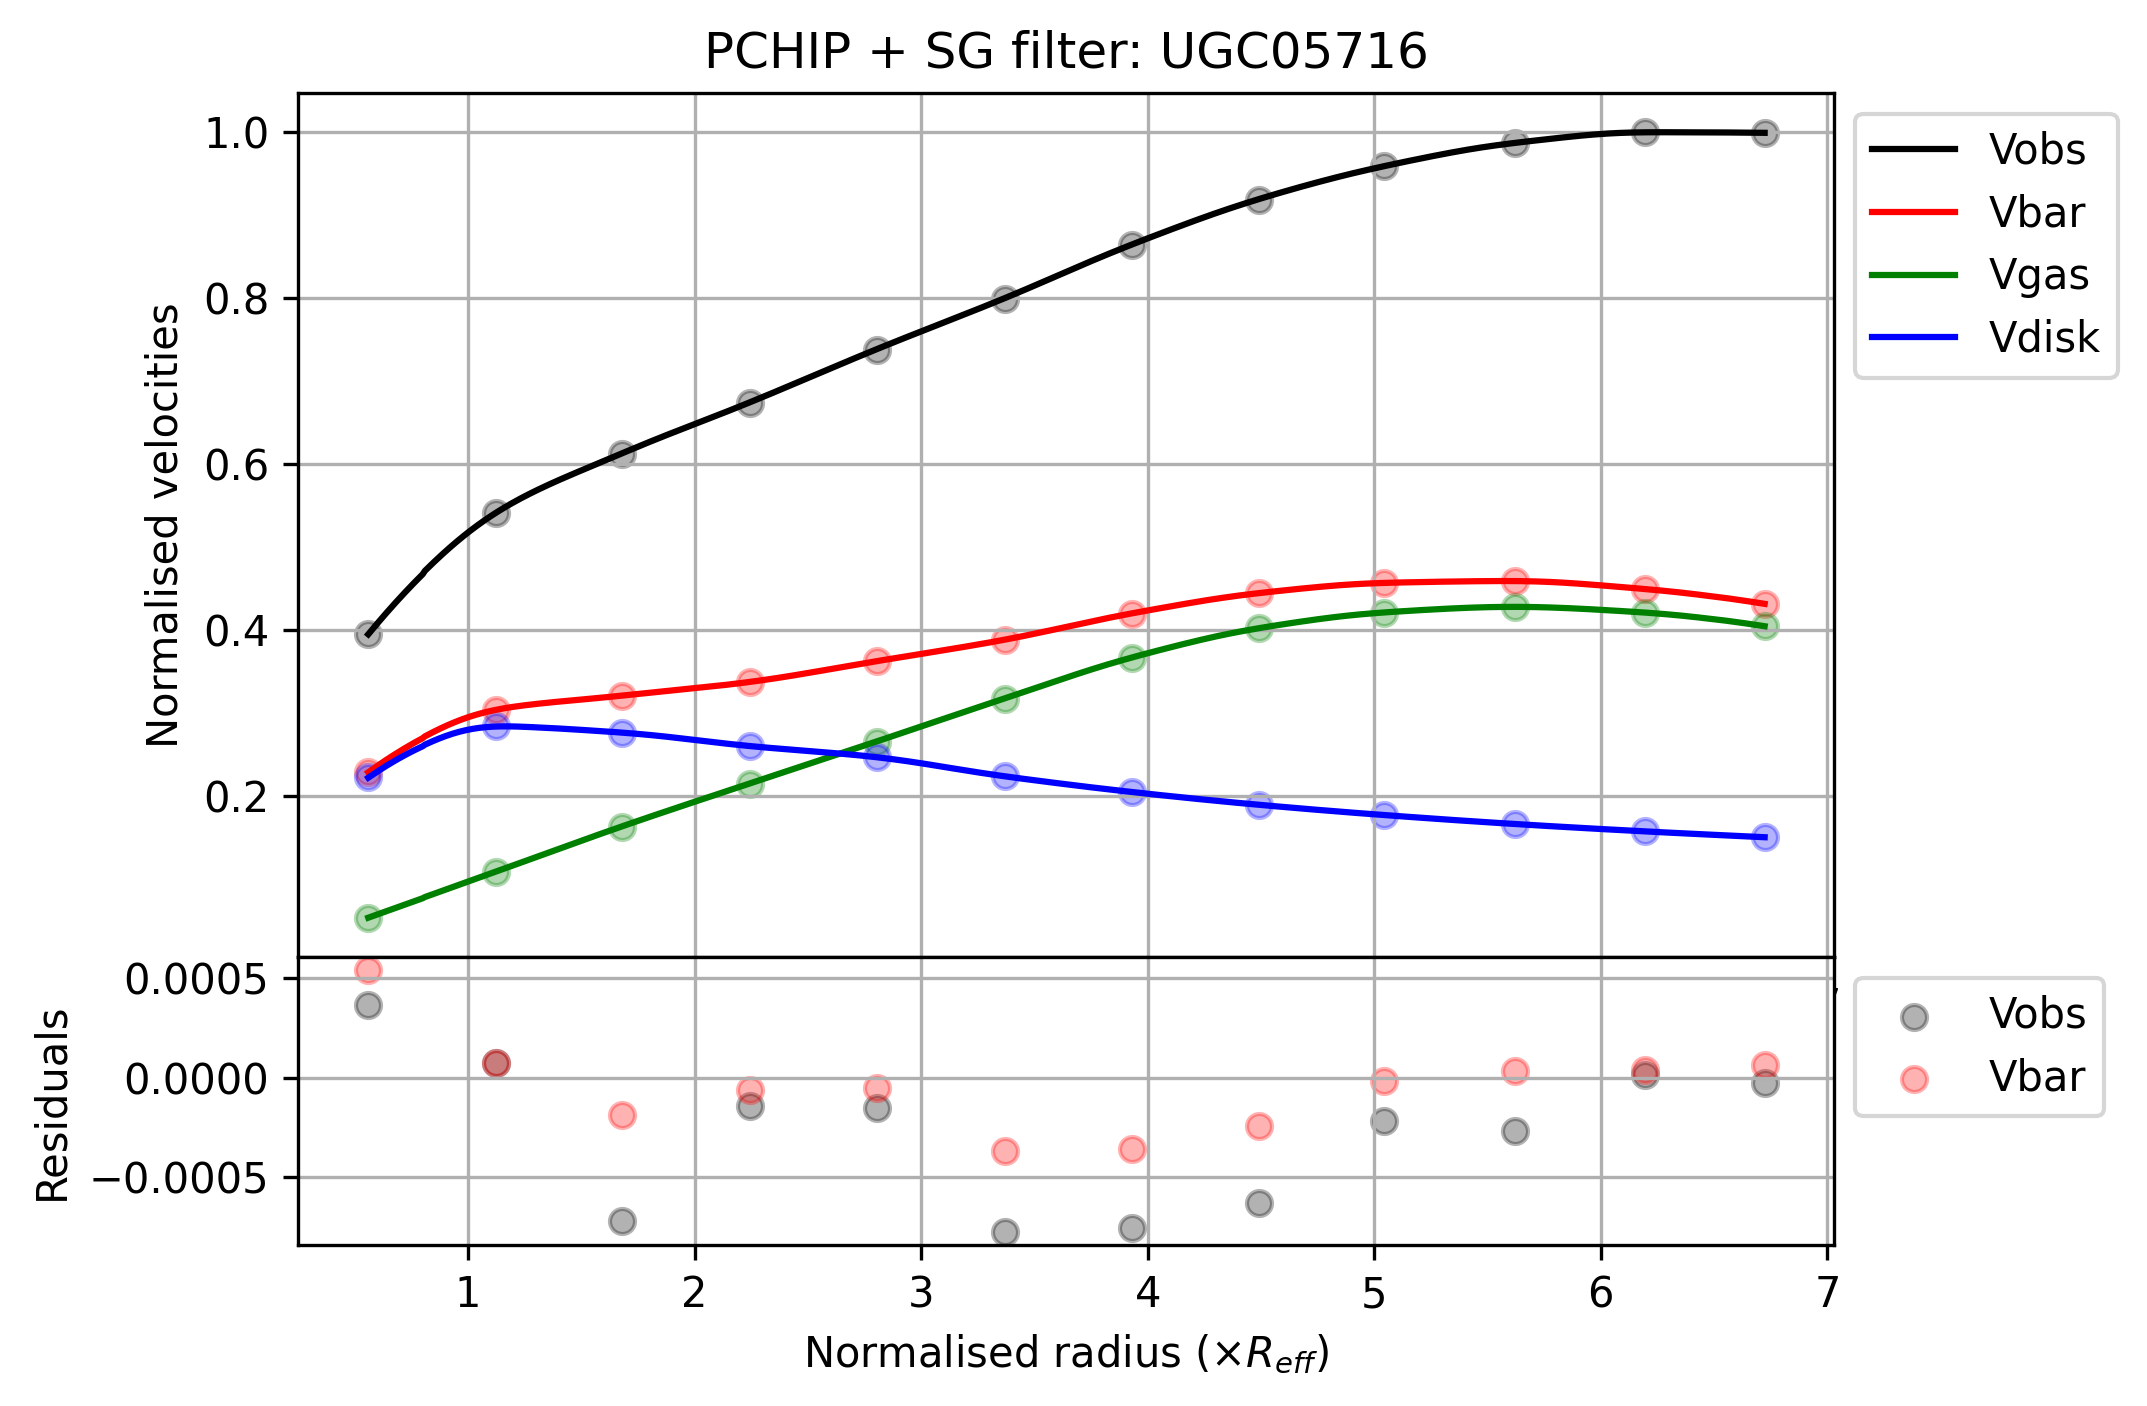 PCHIP + SG filter: UGC05716
Normalised velocities
1.0
0.8
0.6
0.4
0.2
Vobs
Vbar
Vgas
Vdisk
Residuals
0.0005
0.0000
−0.0005
Vobs
Vbar
1 2 3 4 5 6 7
Normalised radius (×R_eff)